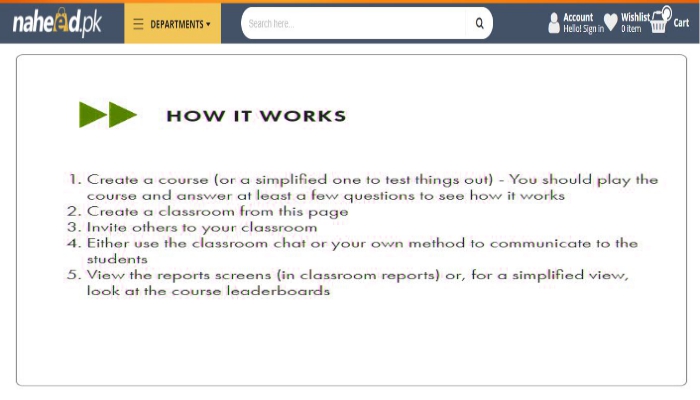 naheed.pk
DEPARTMENTS
Search here...
Account
Hello! Sign in
Wishlist
0 item
0
Cart
HOW IT WORKS
1. Create a course (or a simplified one to test things out) - You should play the
course and answer at least a few questions to see how it works
2. Create a classroom from this page
3. Invite others to your classroom
4. Either use the classroom chat or your own method to communicate to the
students
5. View the reports screens (in classroom reports) or, for a simplified view,
look at the course leaderboards